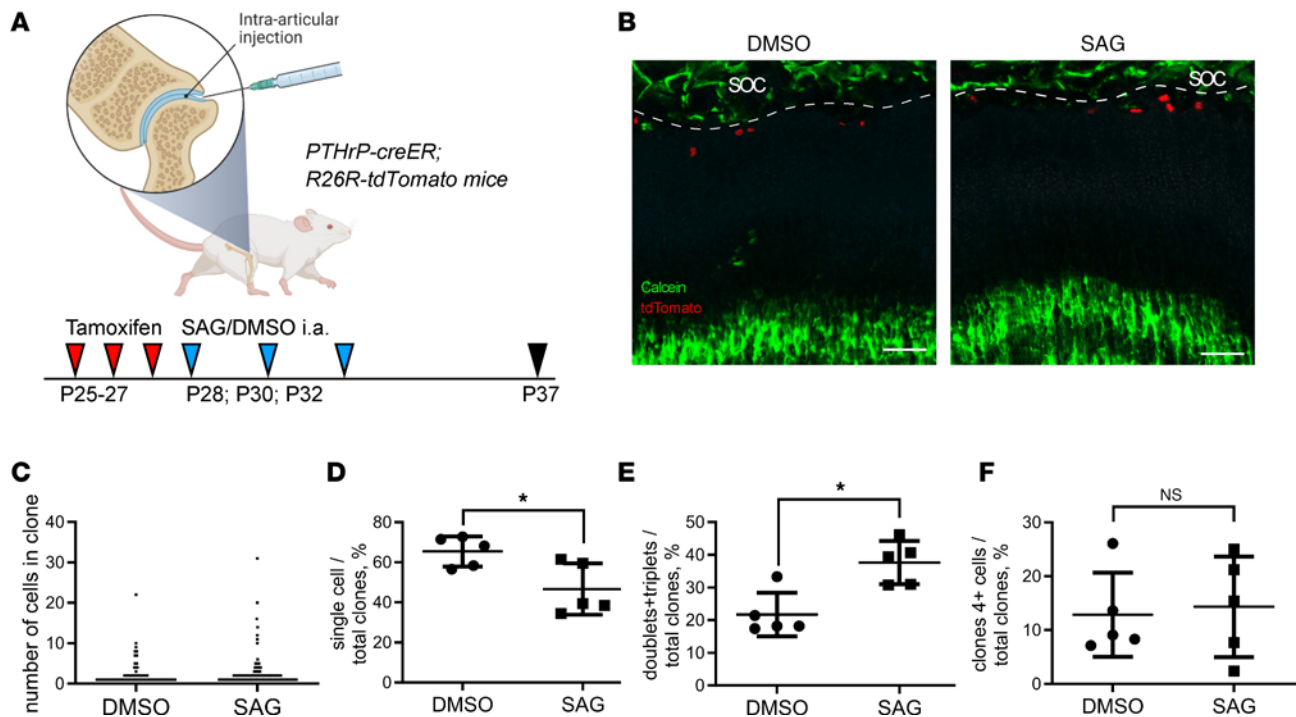 A
Intra-articular
injection
PTHrP-creER;
R26R-tdTomato mice
Tamoxifen SAG/DMSO i.a.
P25-27 P28; P30; P32 P37
B
DMSO SAG
SOC SOC
Calcein
tdTomato
C
number of cells in clone
40
30
20
10
0
DMSO SAG
D
single cell /
total clones, %
*
80
60
40
20
0
DMSO SAG
E
doublets+triplets /
total clones, %
*
50
40
30
20
10
0
DMSO SAG
F
clones 4+ cells /
total clones, %
NS
30
20
10
0
DMSO SAG